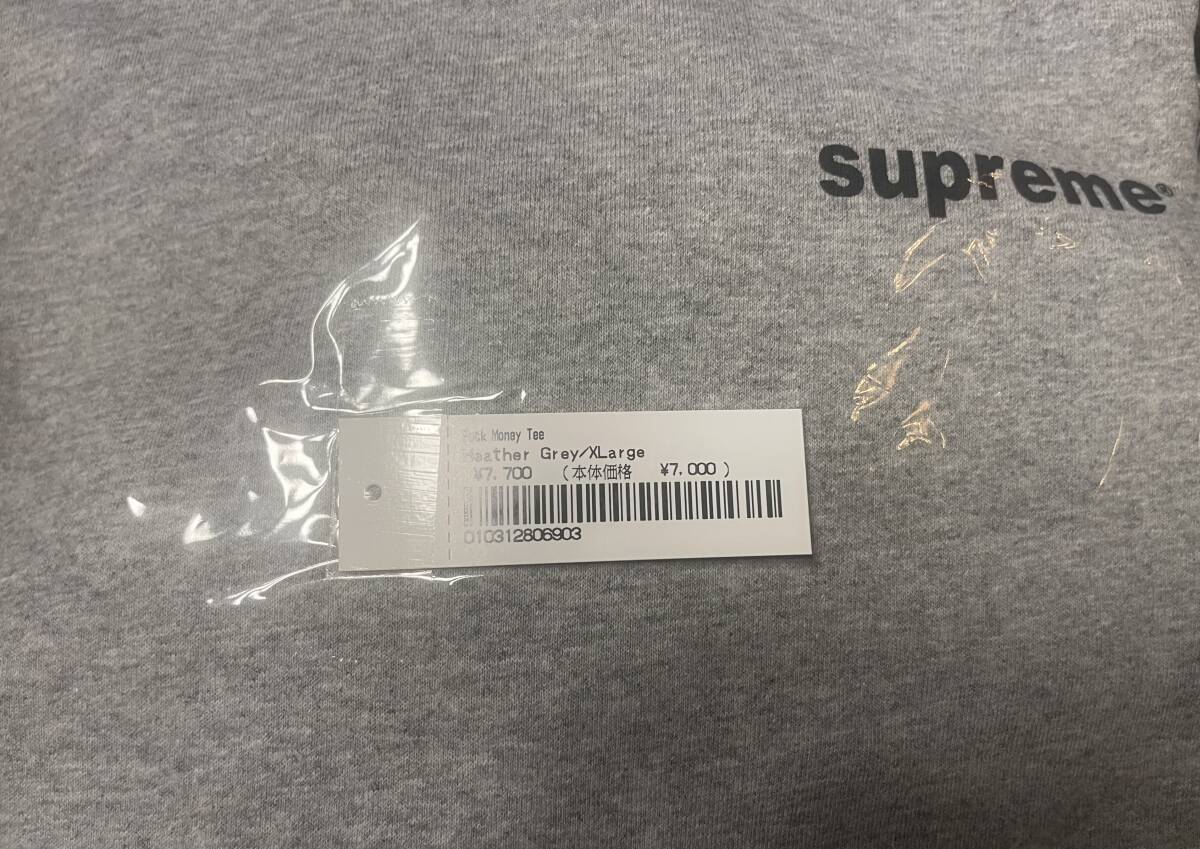 supreme®
Fuck Money Tee
Heather Grey/XLarge
¥7,700 (本体価格 ¥7,000 )
010312806903